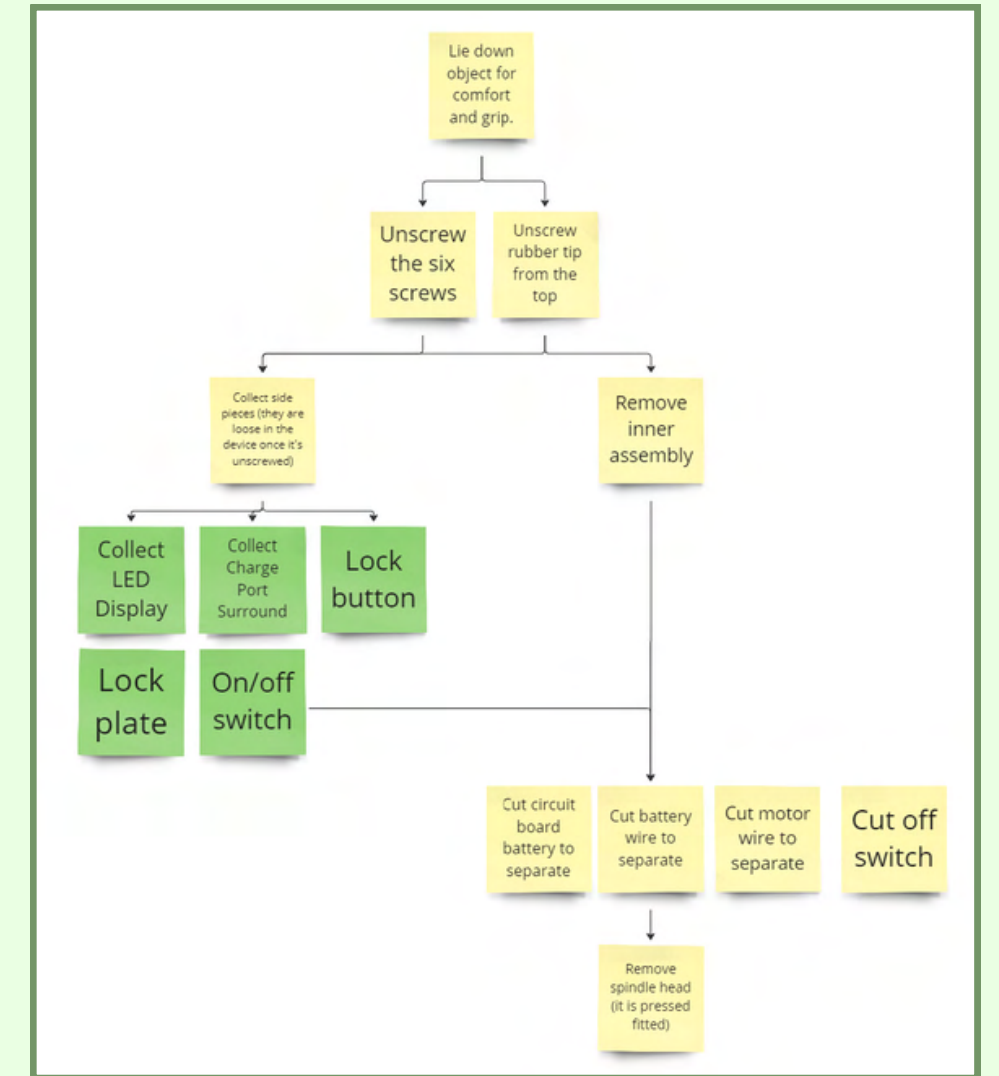 Lie down
object for
comfort
and grip.
Unscrew
the six
screws
Unscrew
rubber tip
from the
top
Collect side
pieces (they are
loose in the
device once it's
unscrewed)
Remove
inner
assembly
Collect
LED
Display
Collect
Charge
Port
Surround
Lock
button
Lock
plate
On/off
switch
Cut circuit
board
battery to
separate
Cut battery
wire to
separate
Cut motor
wire to
separate
Cut off
switch
Remove
spindle head
(it is pressed
fitted)